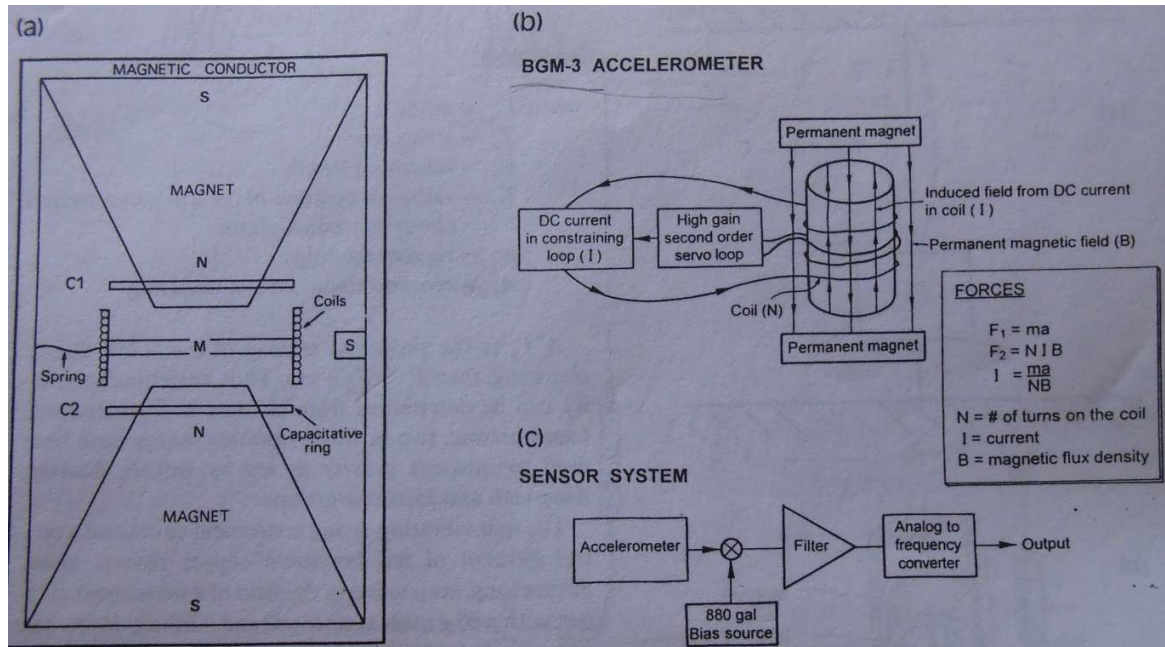 (a)
MAGNETIC CONDUCTOR
S
MAGNET
N
C1
Coils
M
S
Spring
C2
N
Capacitative
ring
MAGNET
S
(b)
BGM-3 ACCELEROMETER
Permanent magnet
DC current
in constraining
loop (I)
High gain
second order
servo loop
Induced field from DC current
in coil (I)
Permanent magnetic field (B)
Coil (N)
Permanent magnet
FORCES
F₁ = ma
F₂ = N I B
I = ma
NB
N = # of turns on the coil
I = current
B = magnetic flux density
(c)
SENSOR SYSTEM
Accelerometer
Filter
Analog to
frequency
converter
Output
880 gal
Bias source